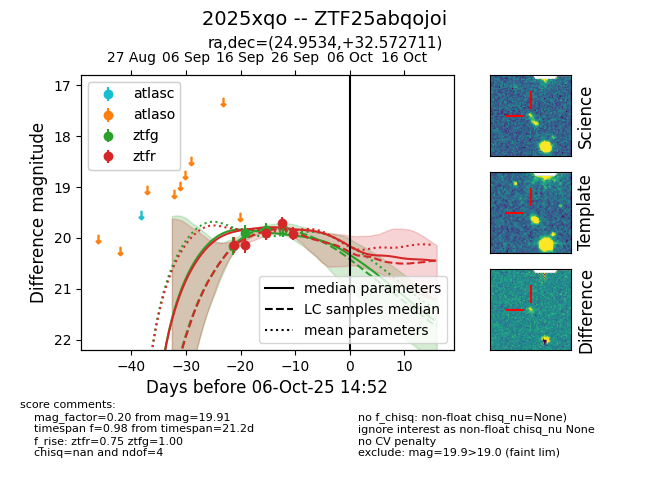 2025xqo -- ZTF25abqojoi
ra,dec=(24.9534,+32.572711)
27 Aug 06 Sep 16 Sep 26 Sep 06 Oct 16 Oct
17
18
19
20
21
22
Difference magnitude
atlasc
atlaso
ztfg
ztfr
median parameters
LC samples median
mean parameters
−40 −30 −20 −10 0 10
Days before 06-Oct-25 14:52
Science
Template
Difference
score comments:
mag_factor=0.20 from mag=19.91
timespan f=0.98 from timespan=21.2d
f_rise: ztfr=0.75 ztfg=1.00
chisq=nan and ndof=4
no f_chisq: non-float chisq_nu=None)
ignore interest as non-float chisq_nu None
no CV penalty
exclude: mag=19.9>19.0 (faint lim)